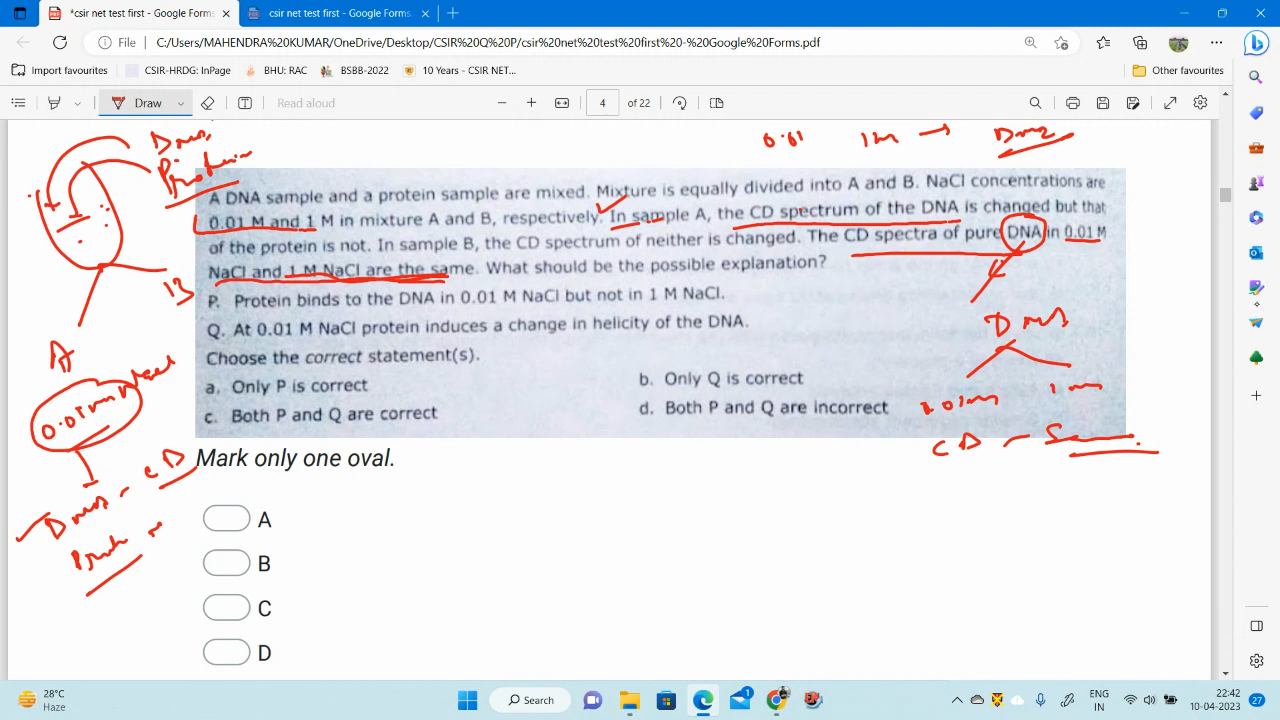 *csir net test first - Google Forms
csir net test first - Google Forms.
File C:/Users/MAHENDRA%20KUMAR/OneDrive/Desktop/CSIR%20Q%20P/csir%20net%20test%20first%20-%20Google%20Forms.pdf
Import favourites CSIR-HRDG: InPage BHU: RAC BSBB-2022 10 Years - CSIR NET... Other favourites
Draw Read aloud 4 of 22
0.01 1M
A DNA sample and a protein sample are mixed. Mixture is equally divided into A and B. NaCl concentrations are
0.01 M and 1 M in mixture A and B, respectively. In sample A, the CD spectrum of the DNA is changed but that
of the protein is not. In sample B, the CD spectrum of neither is changed. The CD spectra of pure DNA in 0.01 M
NaCl and 1 M NaCl are the same. What should be the possible explanation?
P. Protein binds to the DNA in 0.01 M NaCl but not in 1 M NaCl.
Q. At 0.01 M NaCl protein induces a change in helicity of the DNA.
Choose the correct statement(s).
a. Only P is correct b. Only Q is correct
c. Both P and Q are correct d. Both P and Q are incorrect
A
CD
CD
Mark only one oval.
A
B
C
D
28°C
Haze
Search
1
ENG
IN
22:42
10-04-2023
27